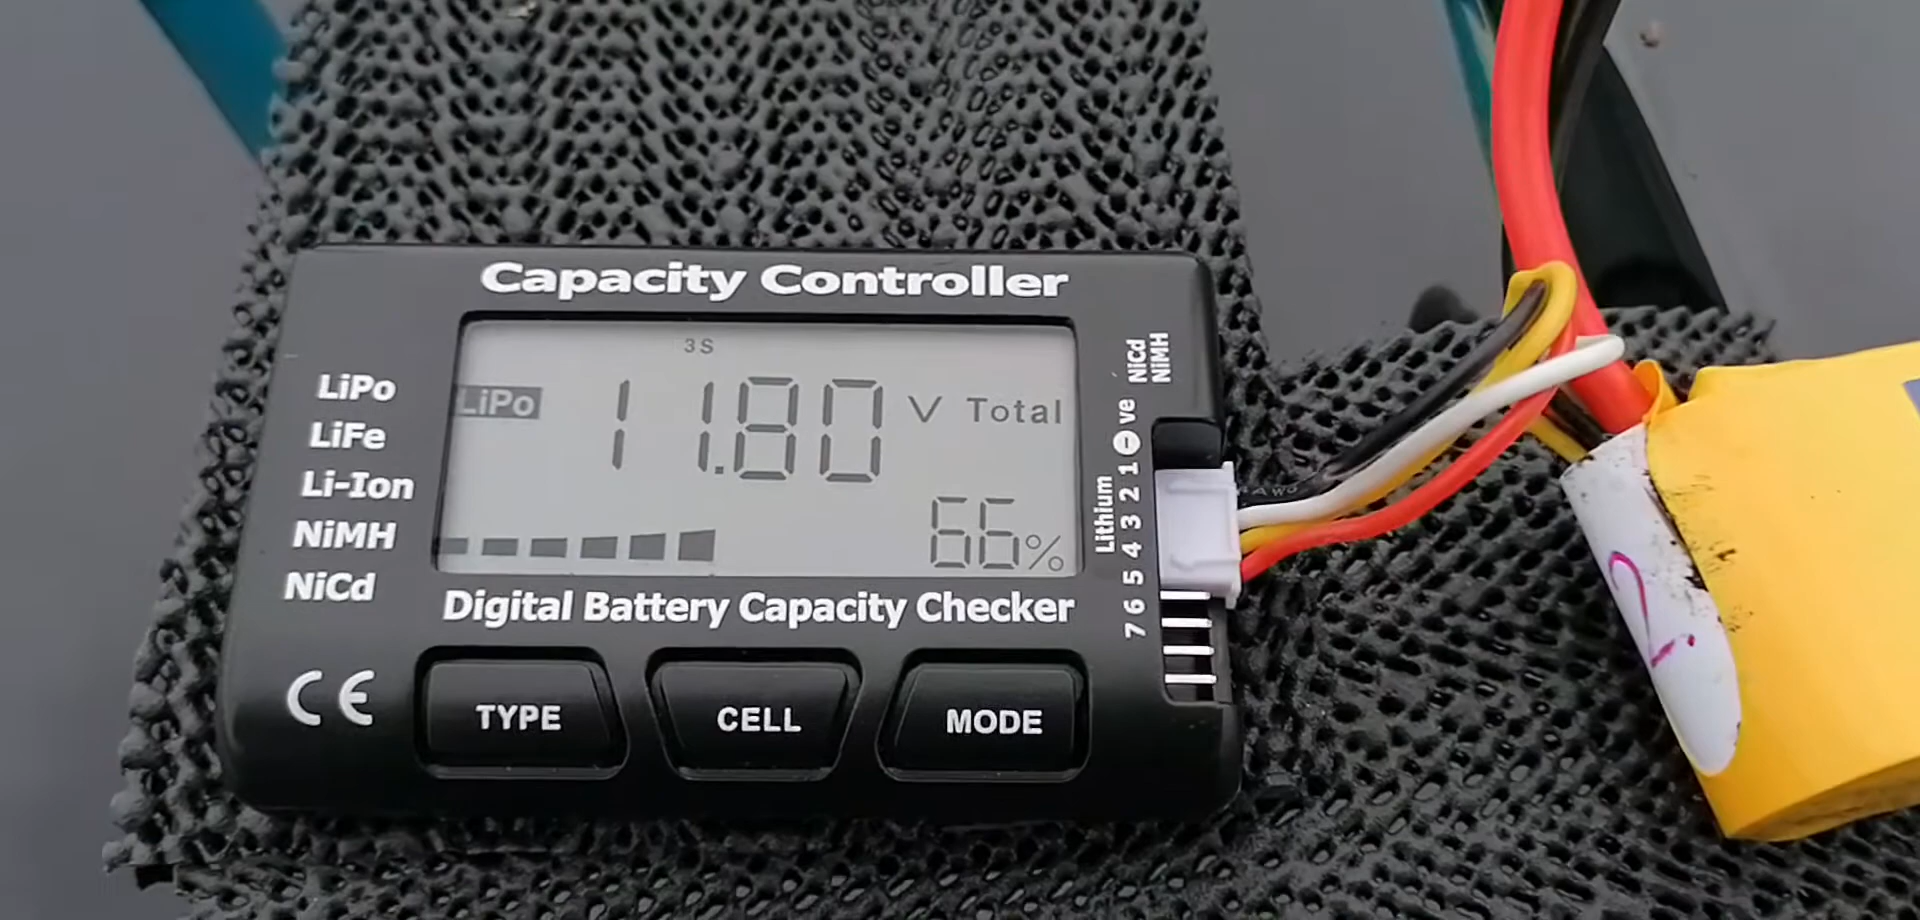 Capacity Controller
3S
LiPo 11.80 V Total
66%
LiPo
LiFe
Li-Ion
NiMH
NiCd
Digital Battery Capacity Checker
CE
TYPE CELL MODE
NiCd
NiMH
Lithium
7 6 5 4 3 2 1 - ve